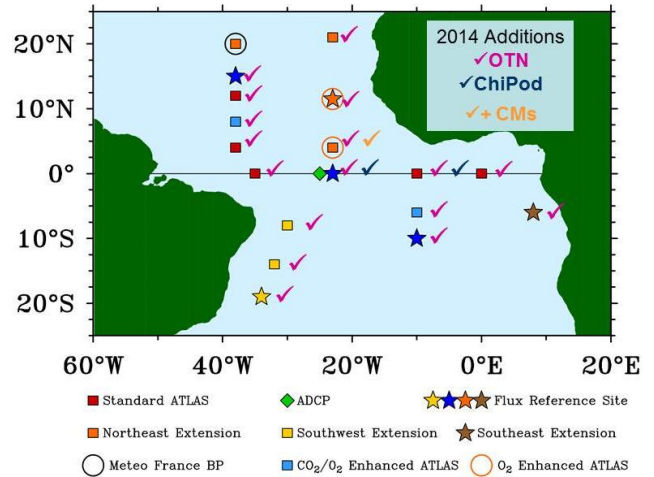 20°N
10°N
0°
10°S
20°S
2014 Additions
✓OTN
✓ChiPod
✓+ CMs
60°W 40°W 20°W 0°E 20°E
Standard ATLAS ADCP Flux Reference Site
Northeast Extension Southwest Extension Southeast Extension
Meteo France BP CO₂/O₂ Enhanced ATLAS O₂ Enhanced ATLAS